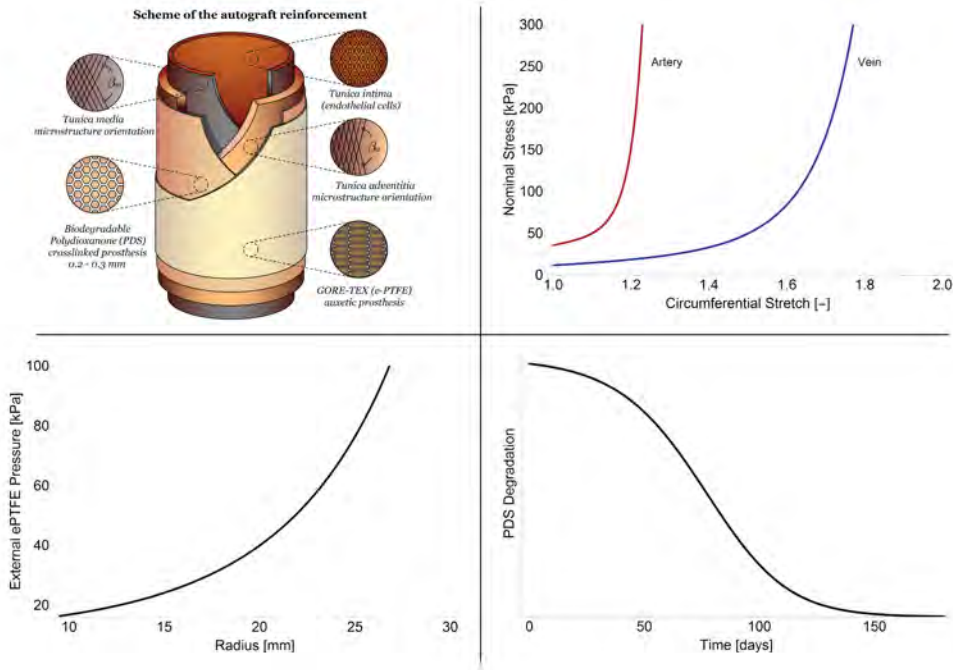 Scheme of the autograft reinforcement
Tunica media
microstructure orientation
Tunica intima
(endothelial cells)
Tunica adventitia
microstructure orientation
Biodegradable
Polydioxanone (PDS)
crosslinked prosthesis
0.2 - 0.3 mm
GORE-TEX (e-PTFE)
auxetic prosthesis
Nominal Stress [kPa]
300
250
200
150
100
50
0
Artery
Vein
1.0
1.2
1.4
1.6
1.8
2.0
Circumferential Stretch [–]
External ePTFE Pressure [kPa]
100
80
60
40
20
10
15
20
25
30
Radius [mm]
PDS Degradation
0
50
100
150
Time [days]